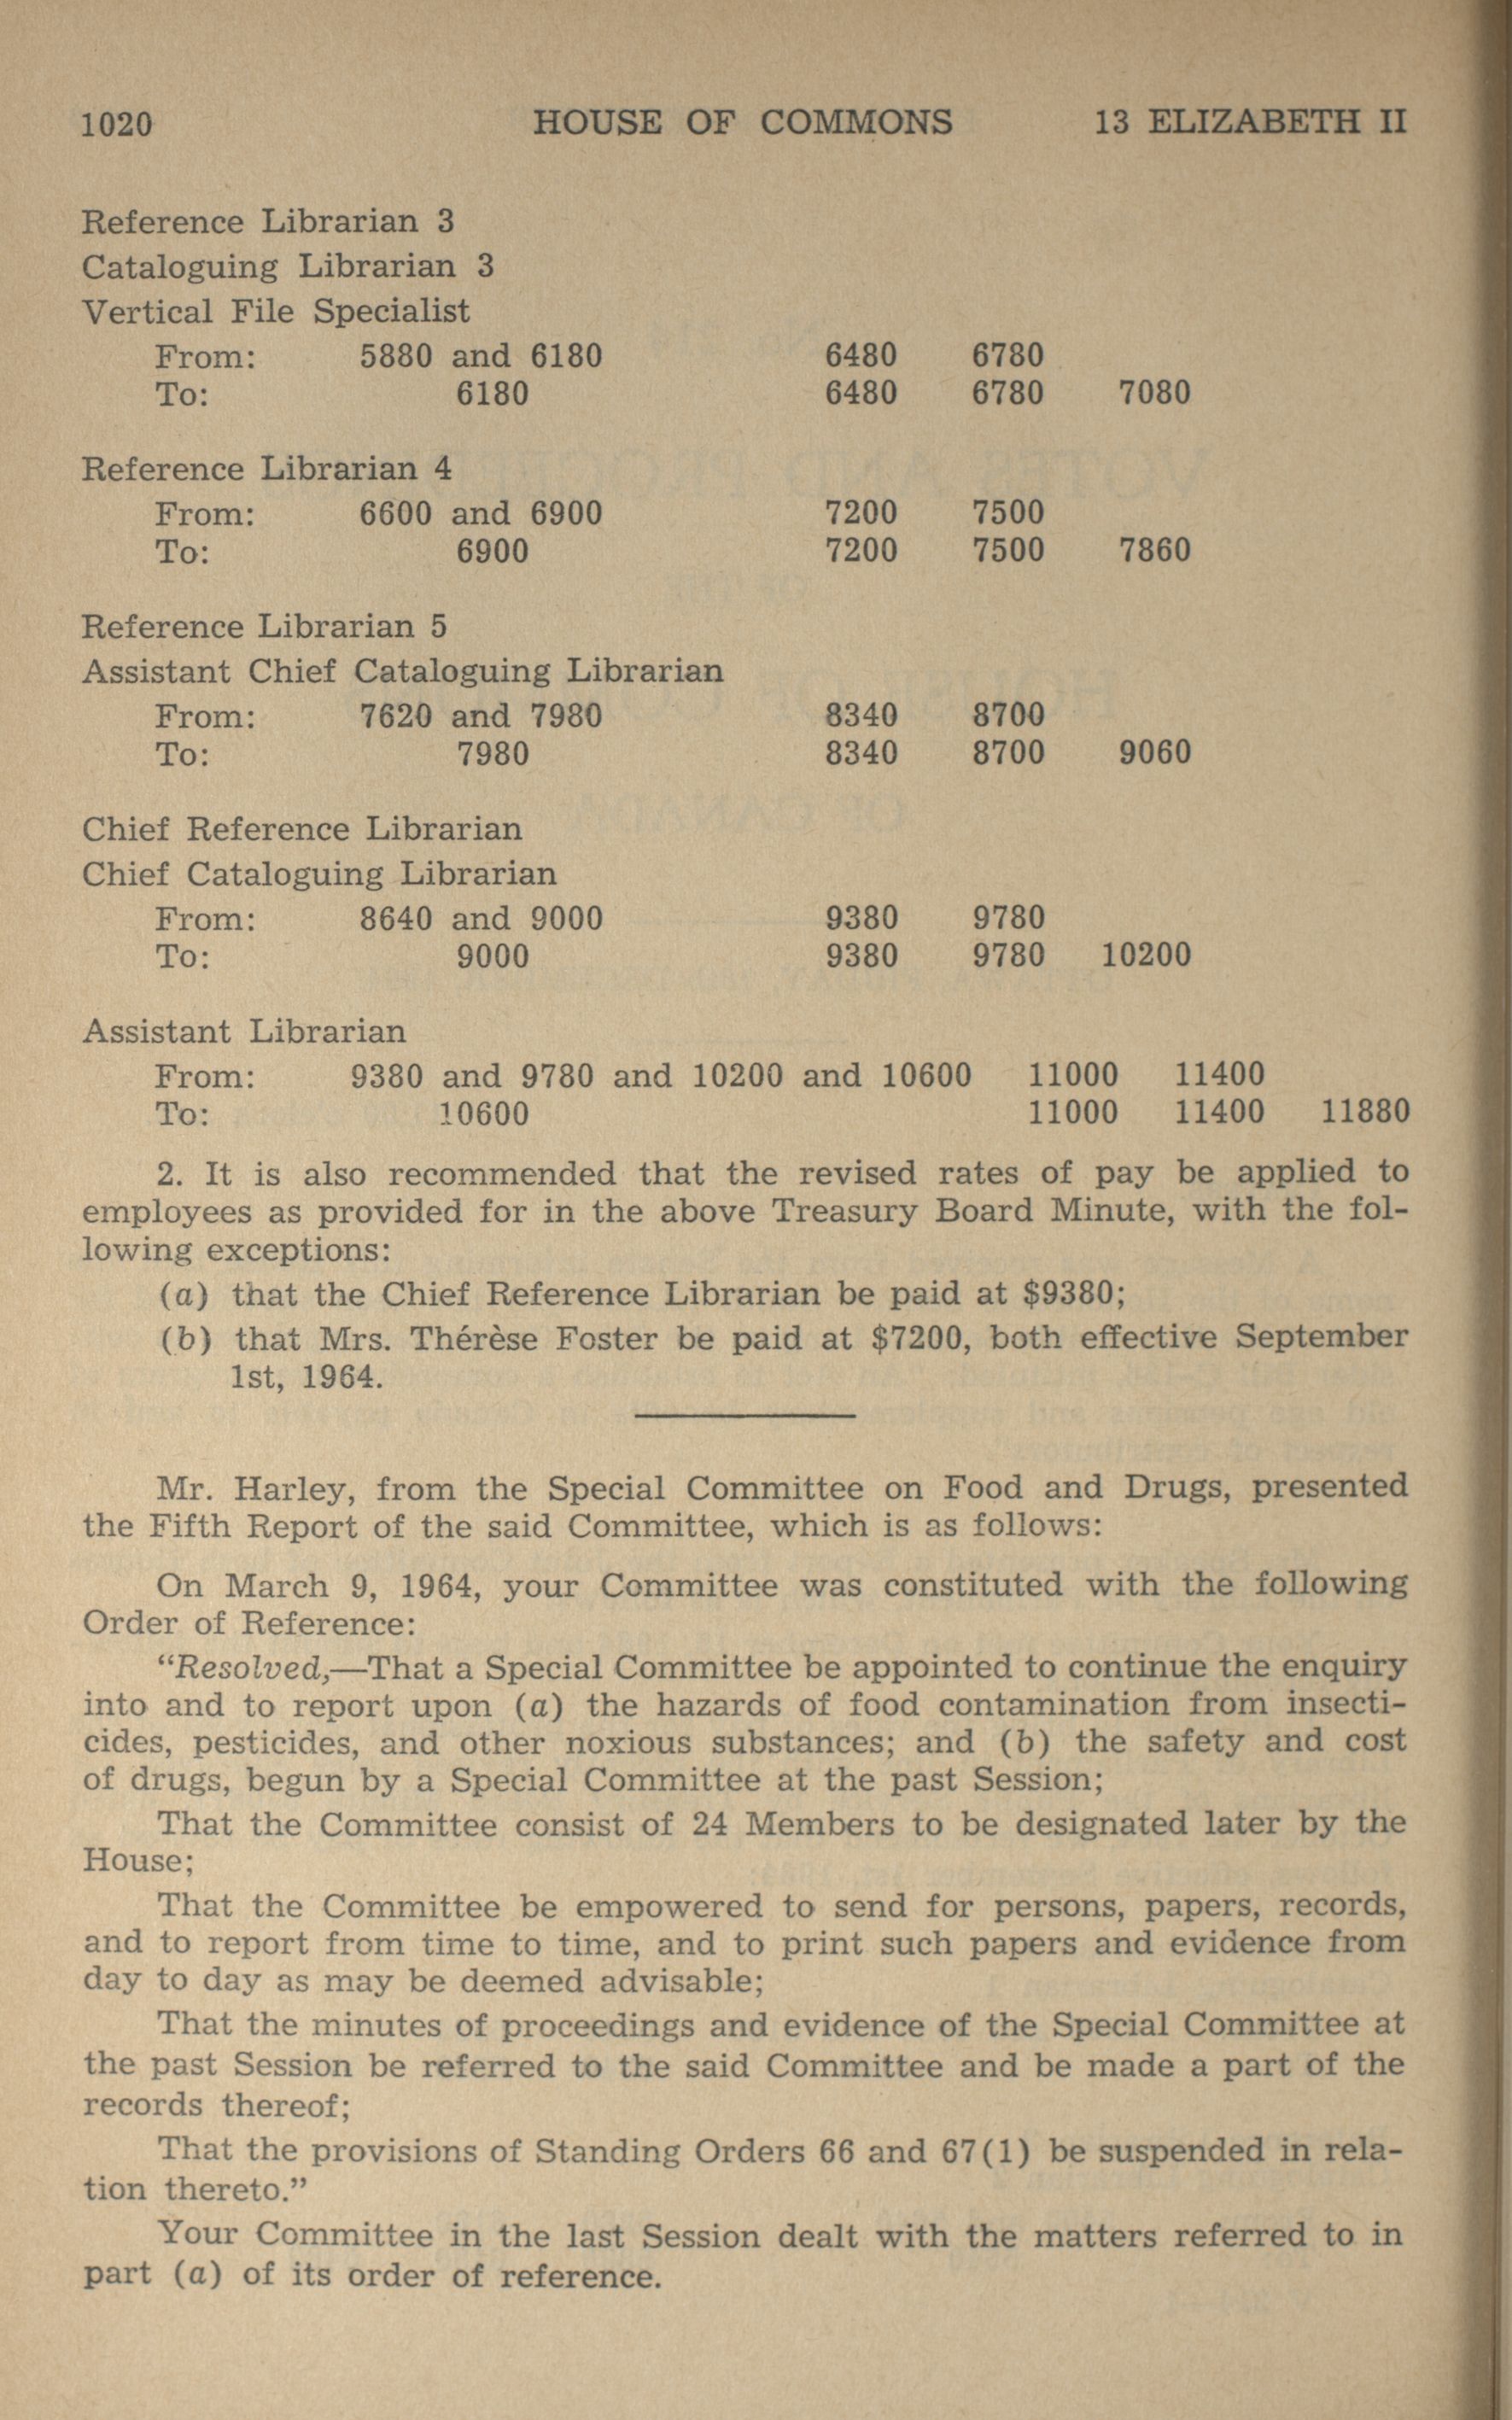 1020 HOUSE OF COMMONS 13 ELIZABETH II
Reference Librarian 3
Cataloguing Librarian 3
Vertical File Specialist
From: 5880 and 6180 6480 6780
To: 6180 6480 6780 7080
Reference Librarian 4
From: 6600 and 6900 7200 7500
To: 6900 7200 7500 7860
Reference Librarian 5
Assistant Chief Cataloguing Librarian
From: 7620 and 7980 8340 8700
To: 7980 8340 8700 9060
Chief Reference Librarian
Chief Cataloguing Librarian
From: 8640 and 9000 9380 9780
To: 9000 9380 9780 10200
Assistant Librarian
From: 9380 and 9780 and 10200 and 10600 11000 11400
To: 10600 11000 11400 11880
2. It is also recommended that the revised rates of pay be applied to
employees as provided for in the above Treasury Board Minute, with the fol-
lowing exceptions:
(a) that the Chief Reference Librarian be paid at $9380;
(b) that Mrs. Thérèse Foster be paid at $7200, both effective September
1st, 1964.
Mr. Harley, from the Special Committee on Food and Drugs, presented
the Fifth Report of the said Committee, which is as follows:
On March 9, 1964, your Committee was constituted with the following
Order of Reference:
“Resolved,—That a Special Committee be appointed to continue the enquiry
into and to report upon (a) the hazards of food contamination from insecti-
cides, pesticides, and other noxious substances; and (b) the safety and cost
of drugs, begun by a Special Committee at the past Session;
That the Committee consist of 24 Members to be designated later by the
House;
That the Committee be empowered to send for persons, papers, records,
and to report from time to time, and to print such papers and evidence from
day to day as may be deemed advisable;
That the minutes of proceedings and evidence of the Special Committee at
the past Session be referred to the said Committee and be made a part of the
records thereof;
That the provisions of Standing Orders 66 and 67(1) be suspended in rela-
tion thereto.”
Your Committee in the last Session dealt with the matters referred to in
part (a) of its order of reference.